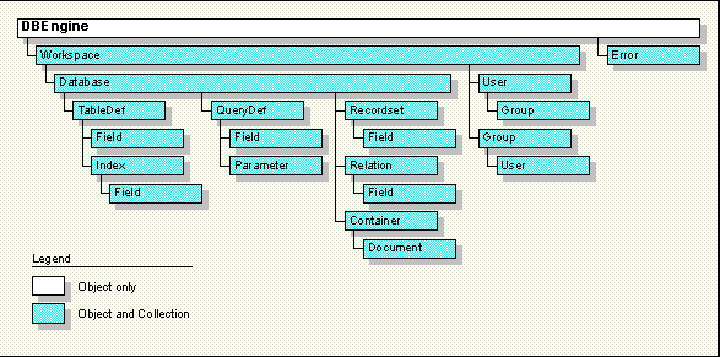 DBEngine
Workspace Error
Database User
TableDef QueryDef Recordset Group
Field Field Field Group
Index Parameter Relation User
Field Field
Container
Document
Legend
Object only
Object and Collection